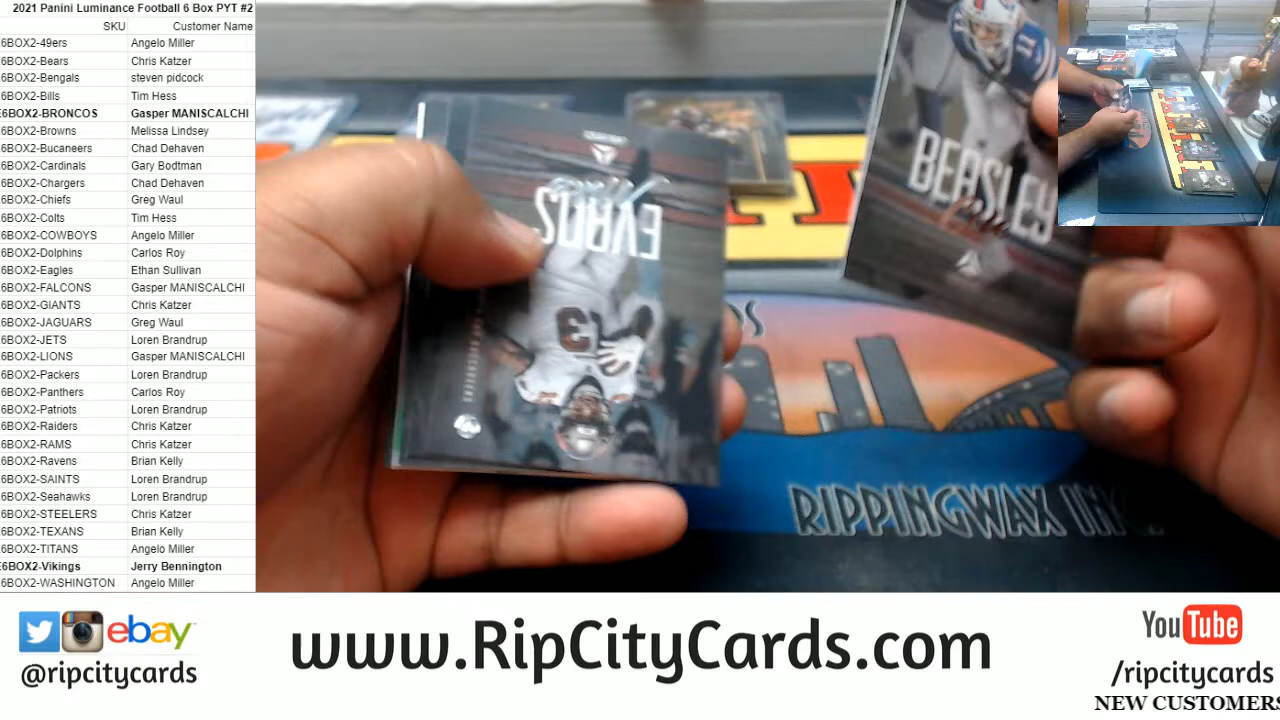 2021 Panini Luminance Football 6 Box PYT #2
SKU Customer Name
6BOX2-49ers Angelo Miller
6BOX2-Bears Chris Katzer
6BOX2-Bengals steven pidcock
6BOX2-Bills Tim Hess
6BOX2-BRONCOS Gasper MANISCALCHI
6BOX2-Browns Melissa Lindsey
6BOX2-Bucaneers Chad Dehaven
6BOX2-Cardinals Gary Bodtman
6BOX2-Chargers Chad Dehaven
6BOX2-Chiefs Greg Waul
6BOX2-Colts Tim Hess
6BOX2-COWBOYS Angelo Miller
6BOX2-Dolphins Carlos Roy
6BOX2-Eagles Ethan Sullivan
6BOX2-FALCONS Gasper MANISCALCHI
6BOX2-GIANTS Chris Katzer
6BOX2-JAGUARS Greg Waul
6BOX2-JETS Loren Brandrup
6BOX2-LIONS Gasper MANISCALCHI
6BOX2-Packers Loren Brandrup
6BOX2-Panthers Carlos Roy
6BOX2-Patriots Loren Brandrup
6BOX2-Raiders Chris Katzer
6BOX2-RAMS Chris Katzer
6BOX2-Ravens Brian Kelly
6BOX2-SAINTS Loren Brandrup
6BOX2-Seahawks Loren Brandrup
6BOX2-STEELERS Chris Katzer
6BOX2-TEXANS Brian Kelly
6BOX2-TITANS Angelo Miller
6BOX2-Vikings Jerry Bennington
6BOX2-WASHINGTON Angelo Miller
EVANS
13
11
BEASLEY
Cole
RIPPINGWAX
ebay
@ripcitycards
www.RipCityCards.com
YouTube
/ripcitycards
NEW CUSTOMERS